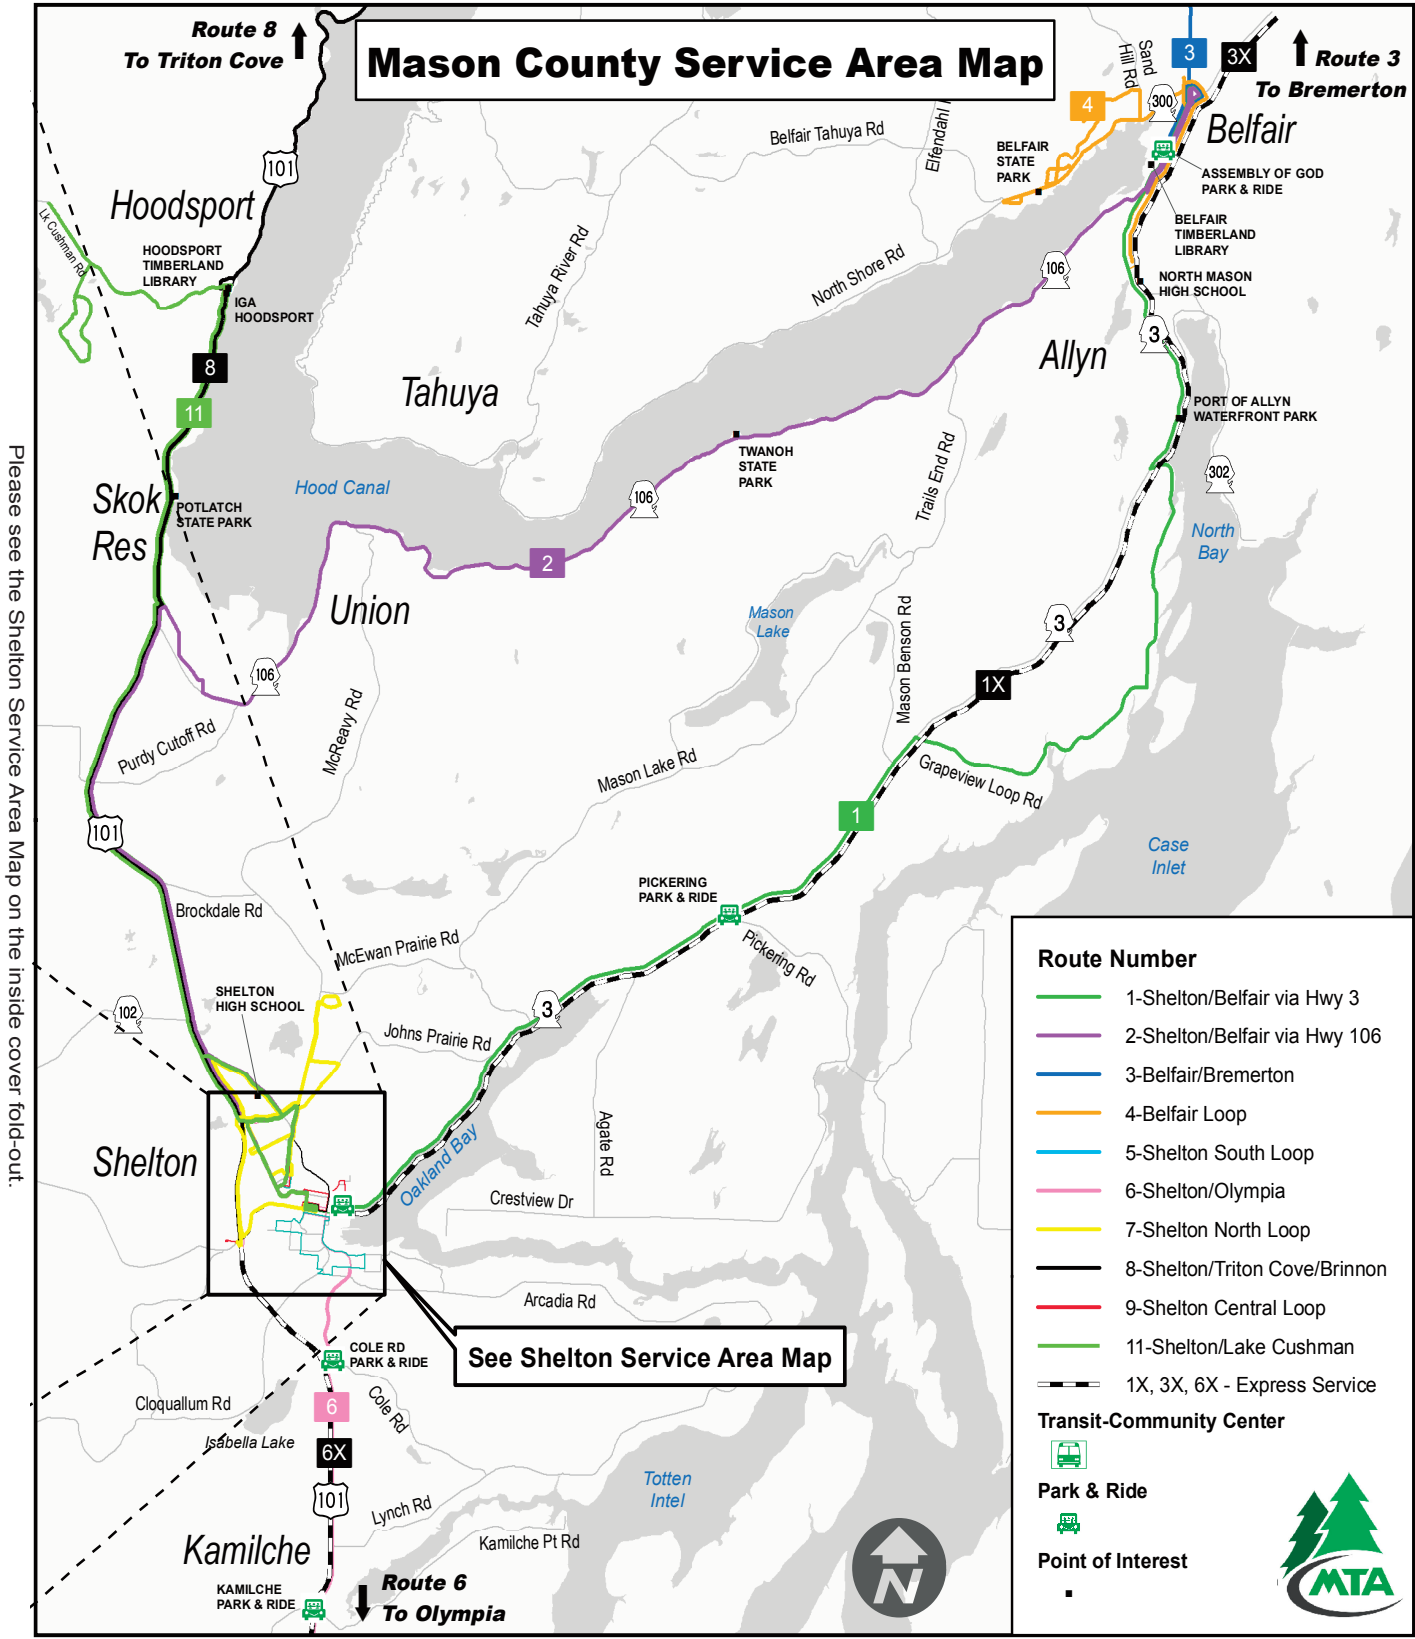 Mason County Service Area Map
Route 8
To Triton Cove
Route 3
To Bremerton
3
3X
Sand
Hill Rd
4
300
Belfair
Belfair Tahuya Rd
BELFAIR
STATE
PARK
ASSEMBLY OF GOD
PARK & RIDE
101
Hoodsport
Lk Cushman Rd
HOODSPORT
TIMBERLAND
LIBRARY
IGA
HOODSPORT
BELFAIR
TIMBERLAND
LIBRARY
Tahuya River Rd
North Shore Rd
106
NORTH MASON
HIGH SCHOOL
3
Allyn
8
11
Tahuya
PORT OF ALLYN
WATERFRONT PARK
TWANOH
STATE
PARK
Trails End Rd
302
Skok
Res
POTLATCH
STATE PARK
Hood Canal
106
North
Bay
2
Union
Mason
Lake
Mason Benson Rd
3
106
1X
Purdy Cutoff Rd
McReavy Rd
Mason Lake Rd
Grapeview Loop Rd
101
1
Case
Inlet
Please see the Shelton Service Area Map on the inside cover fold-out.
PICKERING
PARK & RIDE
Brockdale Rd
McEwan Prairie Rd
Pickering Rd
SHELTON
HIGH SCHOOL
102
3
Johns Prairie Rd
Agate Rd
Shelton
Oakland Bay
Crestview Dr
Arcadia Rd
See Shelton Service Area Map
COLE RD
PARK & RIDE
Cloquallum Rd
6
Cole Rd
Isabella Lake
6X
101
Totten
Intel
Lynch Rd
Kamilche
Kamilche Pt Rd
KAMILCHE
PARK & RIDE
Route 6
To Olympia
N
Route Number
1-Shelton/Belfair via Hwy 3
2-Shelton/Belfair via Hwy 106
3-Belfair/Bremerton
4-Belfair Loop
5-Shelton South Loop
6-Shelton/Olympia
7-Shelton North Loop
8-Shelton/Triton Cove/Brinnon
9-Shelton Central Loop
11-Shelton/Lake Cushman
1X, 3X, 6X - Express Service
Transit-Community Center
Park & Ride
Point of Interest
MTA